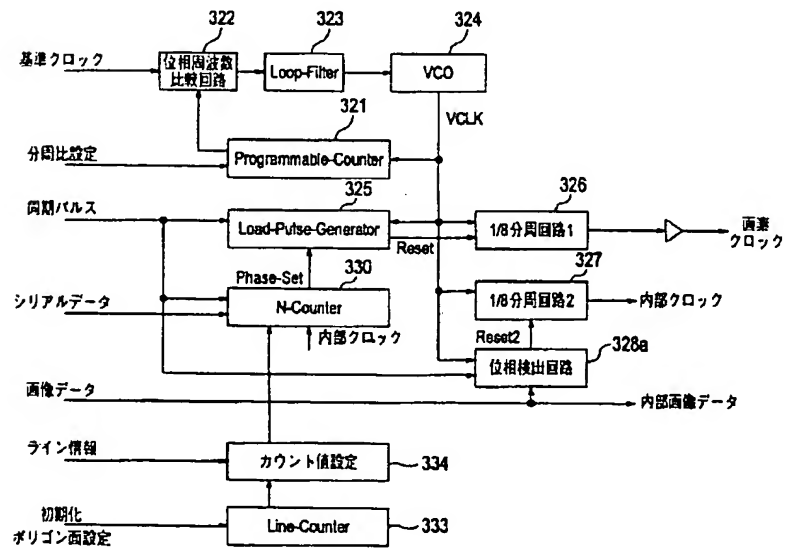 322
323
324
基準クロック
位相周波数
比較回路
Loop-Filter
VCO
321
VCLK
分周比設定
Programmable-Counter
325
326
同期パルス
Load-Pulse-Generator
1/8分周回路1
画素
クロック
Reset
327
Phase-Set
330
1/8分周回路2
内部クロック
シリアルデータ
N-Counter
内部クロック
Reset2
328a
位相検出回路
画像データ
内部画像データ
ライン情報
カウント値設定
334
初期化
ポリゴン面設定
Line-Counter
333